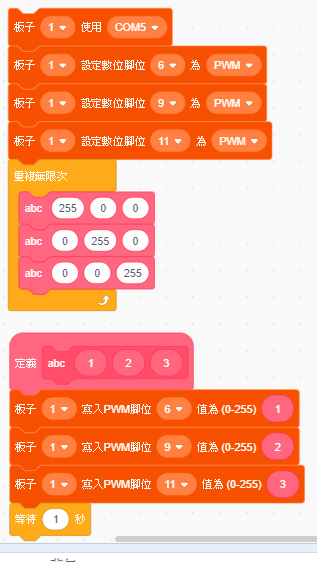 板子 1 使用 COM5
板子 1 設定數位腳位 6 為 PWM
板子 1 設定數位腳位 9 為 PWM
板子 1 設定數位腳位 11 為 PWM
重複無限次
abc 255 0 0
abc 0 255 0
abc 0 0 255
定義 abc 1 2 3
板子 1 寫入PWM腳位 6 值為 (0-255) 1
板子 1 寫入PWM腳位 9 值為 (0-255) 2
板子 1 寫入PWM腳位 11 值為 (0-255) 3
等待 1 秒